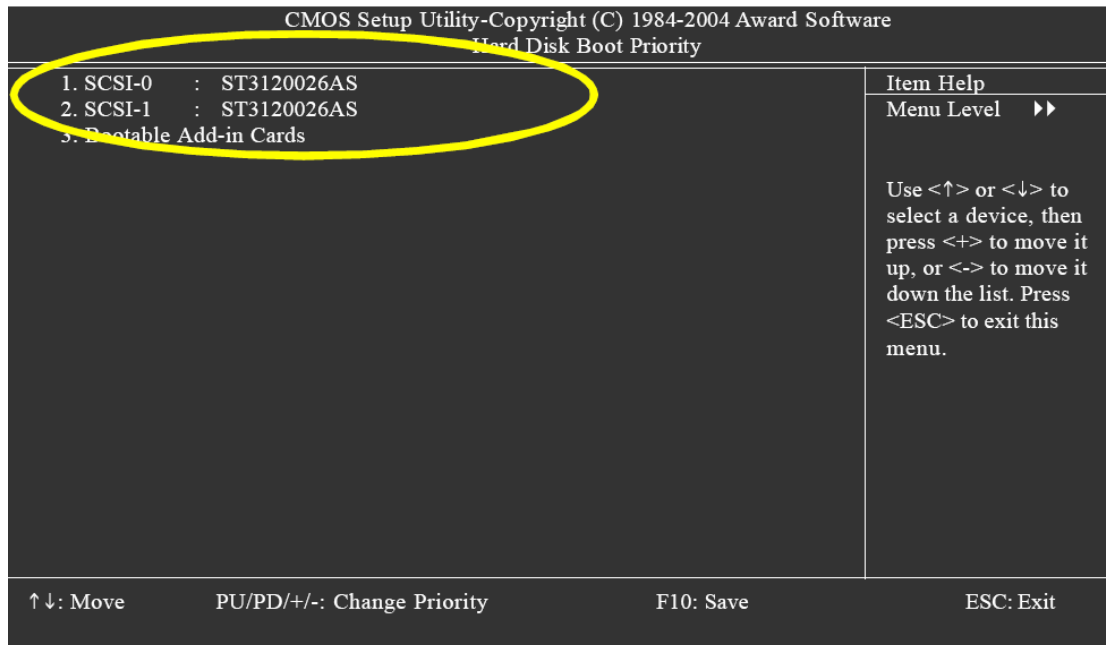 CMOS Setup Utility-Copyright (C) 1984-2004 Award Software
Hard Disk Boot Priority
1. SCSI-0 : ST3120026AS
2. SCSI-1 : ST3120026AS
3. Bootable Add-in Cards
Item Help
Menu Level ▶▶
Use <↑> or <↓> to
select a device, then
press <+> to move it
up, or <-> to move it
down the list. Press
<ESC> to exit this
menu.
↑↓: Move PU/PD/+/-: Change Priority F10: Save ESC: Exit